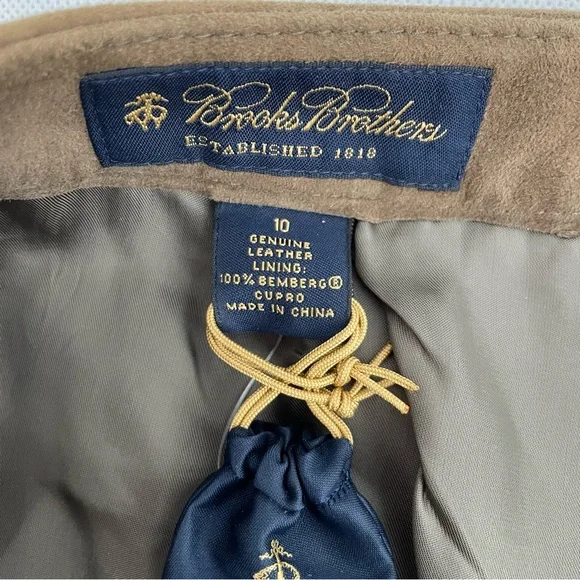 Brooks Brothers
ESTABLISHED 1818
10
GENUINE
LEATHER
LINING:
100% BEMBERG®
CUPRO
MADE IN CHINA